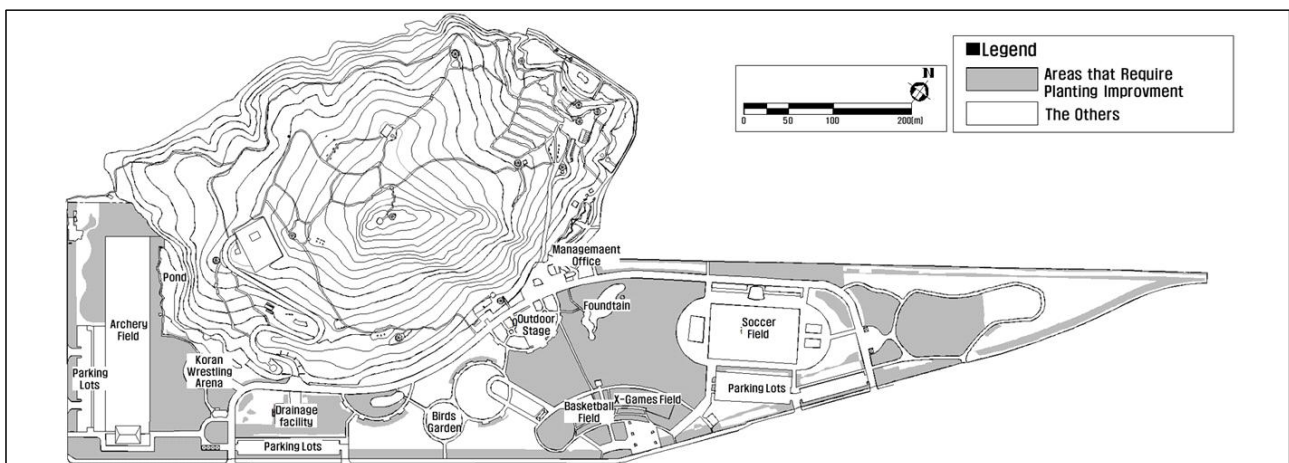 ■Legend
Areas that Require
Planting Improvment
The Others
N
0 50 100 200(m)
Managemaent
Office
Pond
Foundtain
Outdoor
Stage
Soccer
Field
Archery
Field
Koran
Wrestling
Arena
Parking
Lots
Parking Lots
X-Games Field
Basketball
Field
Drainage
facility
Birds
Garden
Parking Lots